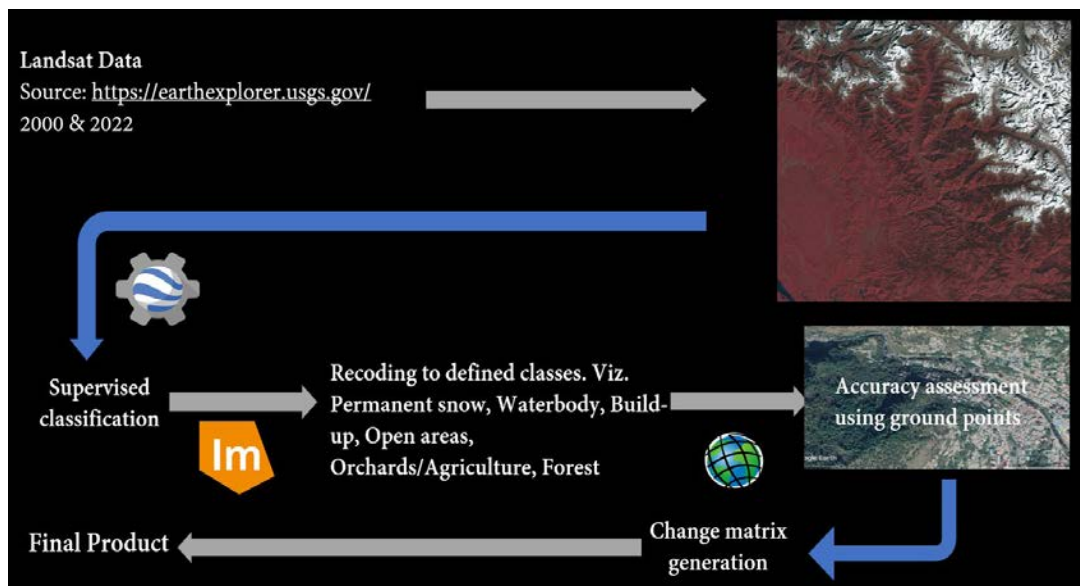 Landsat Data
Source: https://earthexplorer.usgs.gov/
2000 & 2022
Supervised
classification
Im
Recoding to defined classes. Viz.
Permanent snow, Waterbody, Build-
up, Open areas,
Orchards/Agriculture, Forest
Accuracy assessment
using ground points
Change matrix
generation
Final Product